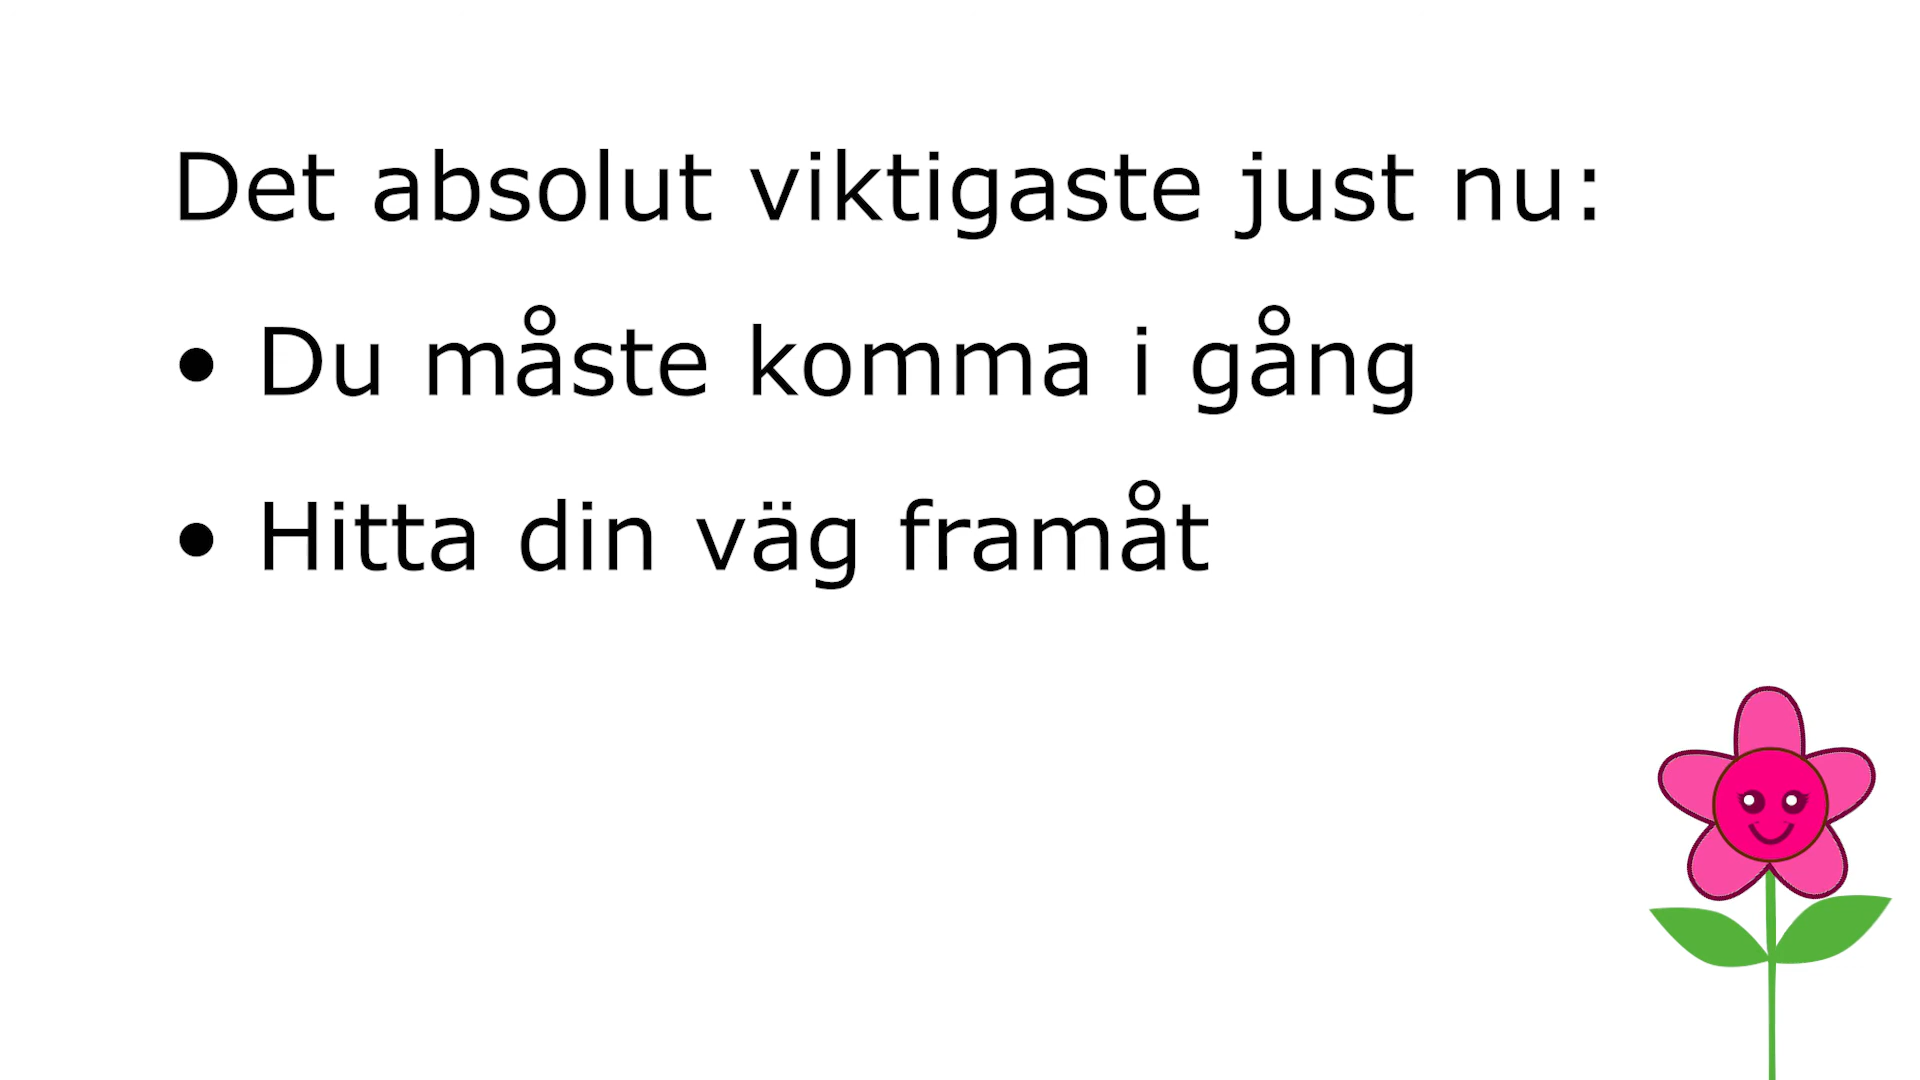 Det absolut viktigaste just nu:
• Du måste komma i gång
• Hitta din väg framåt